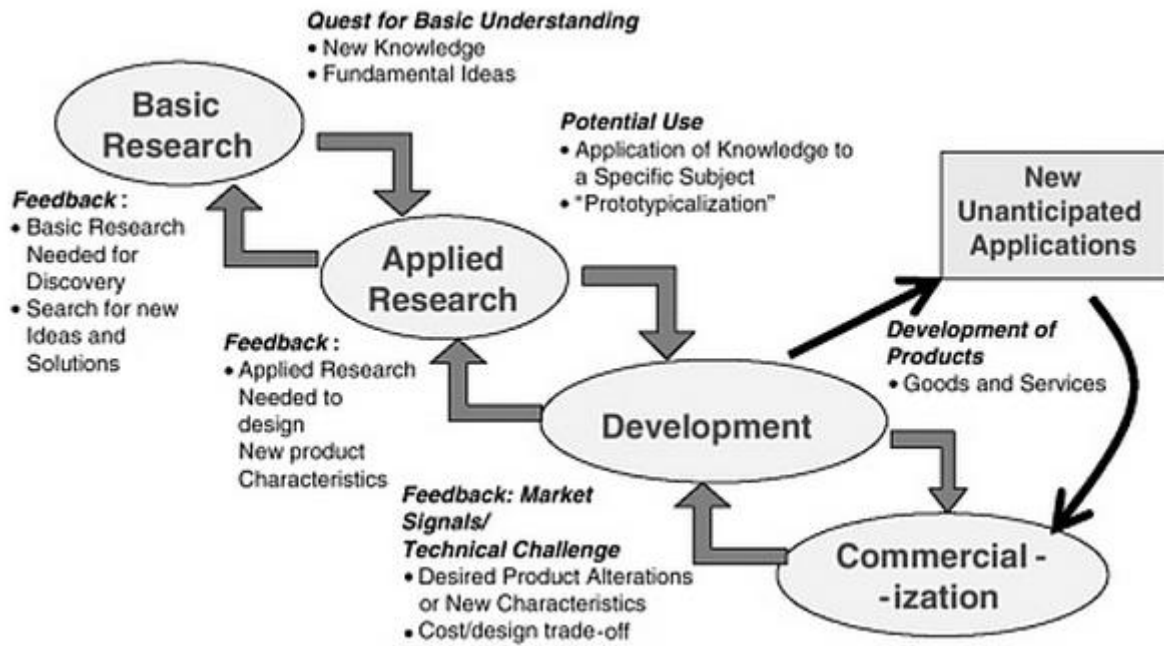 Quest for Basic Understanding
• New Knowledge
• Fundamental Ideas
Basic
Research
Potential Use
• Application of Knowledge to
a Specific Subject
• "Prototypicalization"
New
Unanticipated
Applications
Feedback :
• Basic Research
Needed for
Discovery
• Search for new
Ideas and
Solutions
Applied
Research
Feedback :
• Applied Research
Needed to
design
New product
Characteristics
Development of
Products
• Goods and Services
Development
Feedback: Market
Signals/
Technical Challenge
• Desired Product Alterations
or New Characteristics
• Cost/design trade-off
Commercial -
-ization